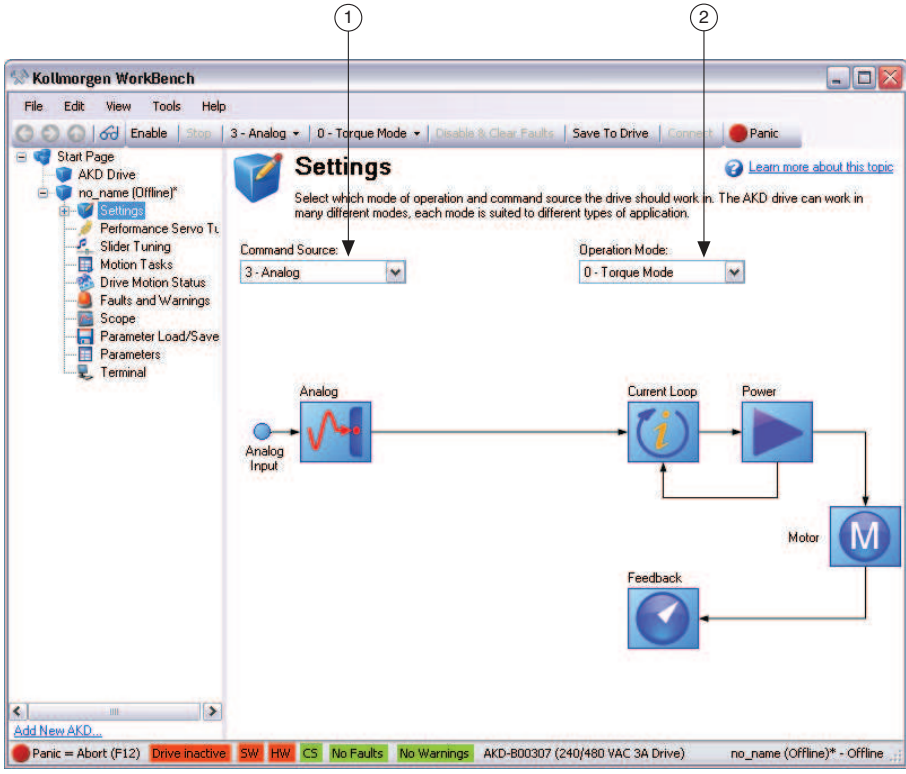 1
2
Kollmorgen WorkBench
File Edit View Tools Help
Enable Stop 3 - Analog 0 - Torque Mode Disable & Clear Faults Save To Drive Connect Panic
Start Page
AKD Drive
no_name (Offline)*
Settings
Performance Servo Tu
Slider Tuning
Motion Tasks
Drive Motion Status
Faults and Warnings
Scope
Parameter Load/Save
Parameters
Terminal
Add New AKD...
Settings
Learn more about this topic
Select which mode of operation and command source the drive should work in. The AKD drive can work in
many different modes, each mode is suited to different types of application.
Command Source:
3 - Analog
Operation Mode:
0 - Torque Mode
Analog
Analog
Input
Current Loop
Power
i
Motor
M
Feedback
Panic = Abort (F12) Drive inactive SW HW CS No Faults No Warnings AKD-B00307 (240/480 VAC 3A Drive) no_name (Offline)* - Offline